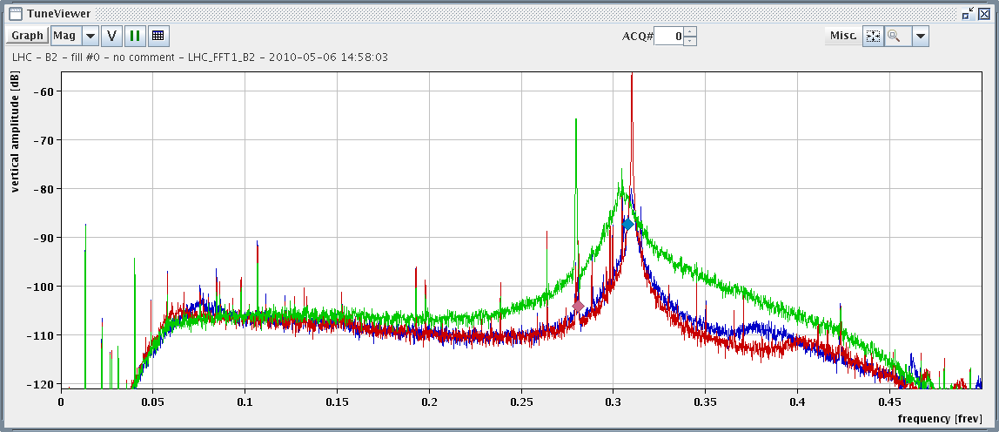 TuneViewer
Graph Mag V ACQ# 0 Misc.
LHC - B2 - fill #0 - no comment - LHC_FFT1_B2 - 2010-05-06 14:58:03
vertical amplitude [dB]
-60
-70
-80
-90
-100
-110
-120
0 0.05 0.1 0.15 0.2 0.25 0.3 0.35 0.4 0.45
frequency [frev]